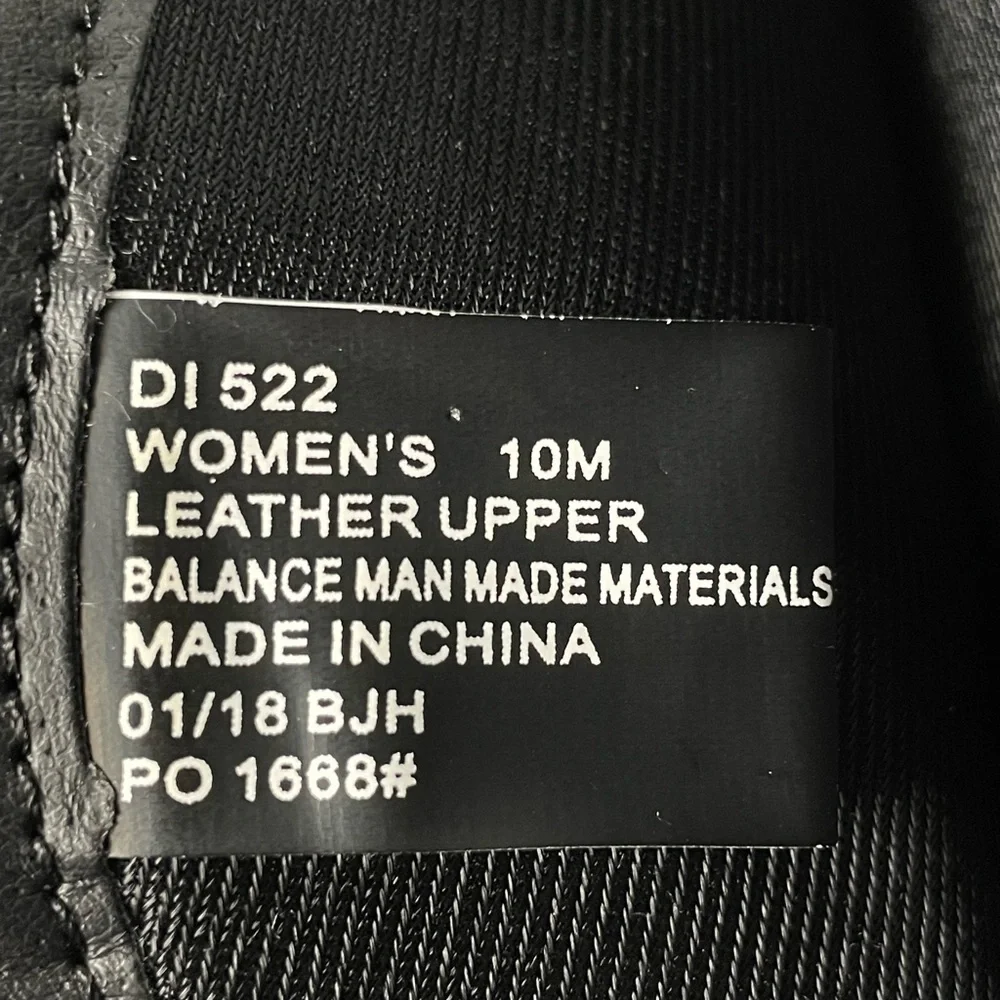 DI 522
WOMEN'S 10M
LEATHER UPPER
BALANCE MAN MADE MATERIALS
MADE IN CHINA
01/18 BJH
PO 1668#